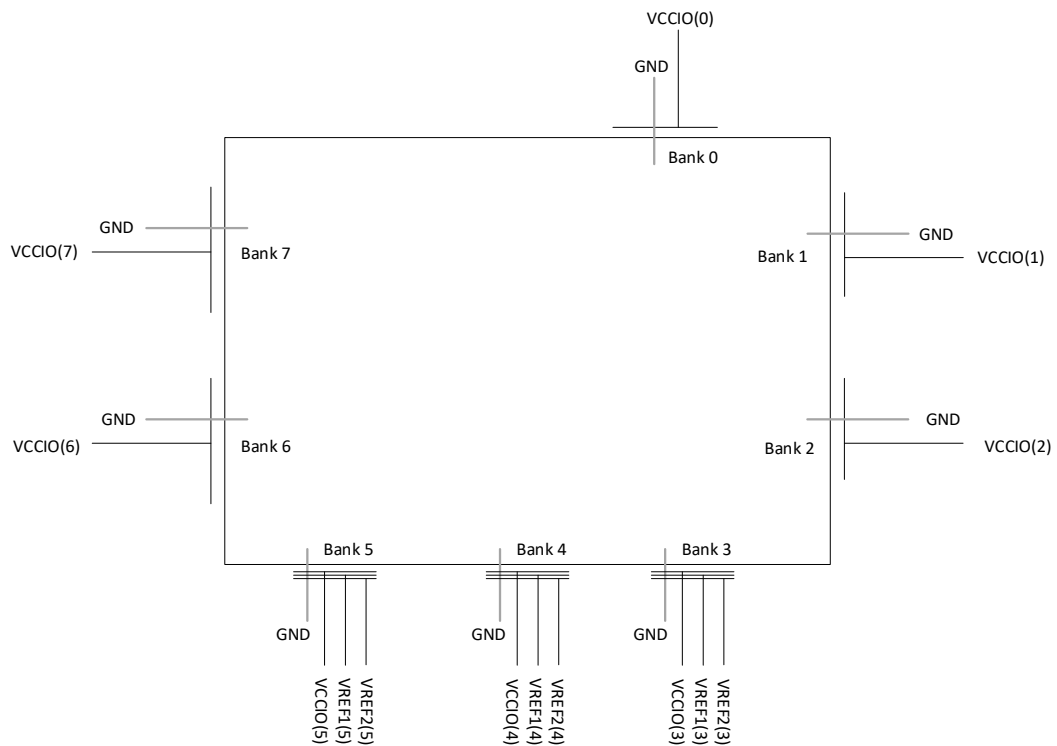 VCCIO(0)
GND
Bank 0
GND
VCCIO(7)
Bank 7
GND
Bank 1
VCCIO(1)
GND
VCCIO(6)
Bank 6
GND
Bank 2
VCCIO(2)
Bank 5
Bank 4
Bank 3
GND
GND
GND
VCCIO(5)
VREF1(5)
VREF2(5)
VCCIO(4)
VREF1(4)
VREF2(4)
VCCIO(3)
VREF1(3)
VREF2(3)